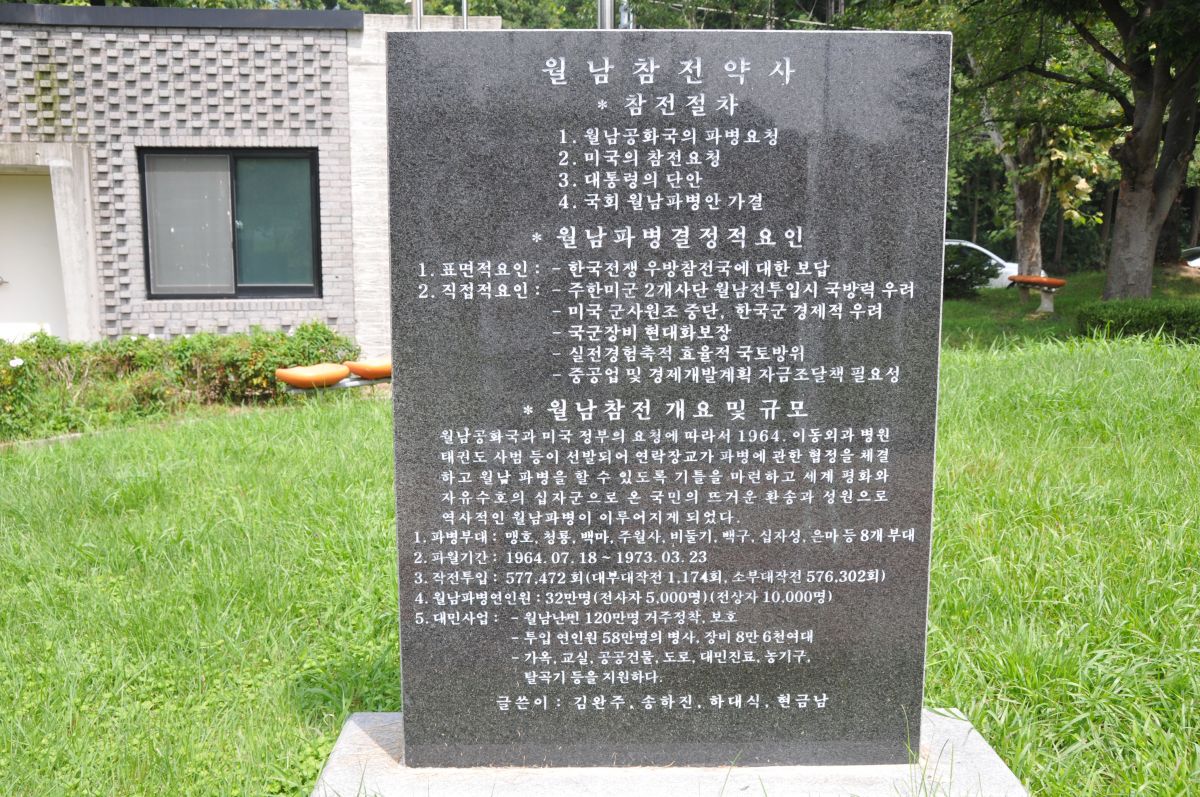 월남참전약사
* 참전절차
1. 월남공화국의 파병요청
2. 미국의 참전요청
3. 대통령의 단안
4. 국회 월남파병안 가결
* 월남파병결정적요인
1. 표면적요인 : - 한국전쟁 우방참전국에 대한 보답
2. 직접적요인 : - 주한미군 2개사단 월남전투입시 국방력 우려
- 미국 군사원조 중단, 한국군 경제적 우려
- 국군장비 현대화보장
- 실전경험축적 효율적 국토방위
- 중공업 및 경제개발계획 자금조달책 필요성
* 월남참전 개요 및 규모
월남공화국과 미국 정부의 요청에 따라서 1964. 이동외과 병원
태권도 사범 등이 선발되어 연락장교가 파병에 관한 협정을 체결
하고 월남 파병을 할 수 있도록 기틀을 마련하고 세계 평화와
자유수호의 십자군으로 온 국민의 뜨거운 환송과 성원으로
역사적인 월남파병이 이루어지게 되었다.
1. 파병부대 : 맹호, 청룡, 백마, 주월사, 비둘기, 백구, 십자성, 은마 등 8개 부대
2. 파월기간 : 1964. 07. 18 ~ 1973. 03. 23
3. 작전투입 : 577,472 회 (대부대작전 1,174회, 소부대작전 576,302회)
4. 월남파병연인원 : 32만명 (전사자 5,000명) (전상자 10,000명)
5. 대민사업 : - 월남난민 120만명 거주정착, 보호
- 투입 연인원 58만명의 병사, 장비 8만 6천여대
- 가옥, 교실, 공공건물, 도로, 대민진료, 농기구,
탈곡기 등을 지원하다.
글쓴이 : 김완주, 송하진, 하대식, 현금남